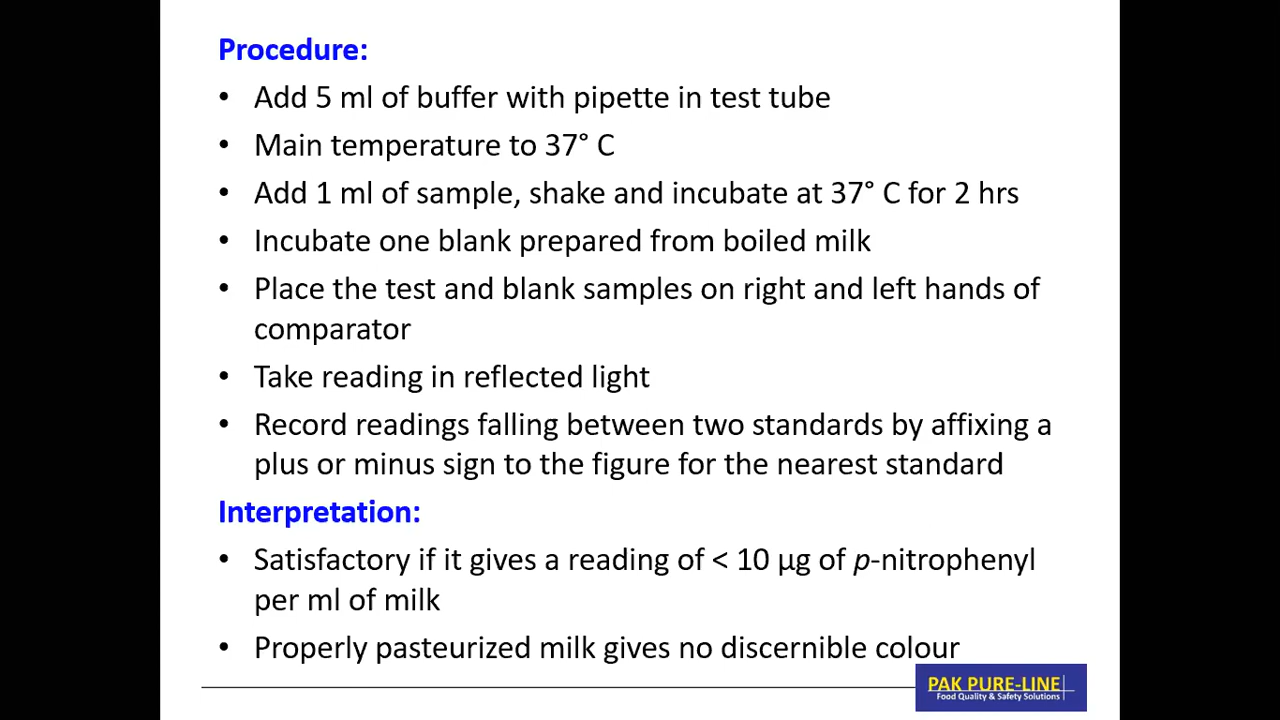 Procedure:
• Add 5 ml of buffer with pipette in test tube
• Main temperature to 37° C
• Add 1 ml of sample, shake and incubate at 37° C for 2 hrs
• Incubate one blank prepared from boiled milk
• Place the test and blank samples on right and left hands of
comparator
• Take reading in reflected light
• Record readings falling between two standards by affixing a
plus or minus sign to the figure for the nearest standard
Interpretation:
• Satisfactory if it gives a reading of < 10 μg of p-nitrophenyl
per ml of milk
• Properly pasteurized milk gives no discernible colour
PAK PURE-LINE
Food Quality & Safety Solutions